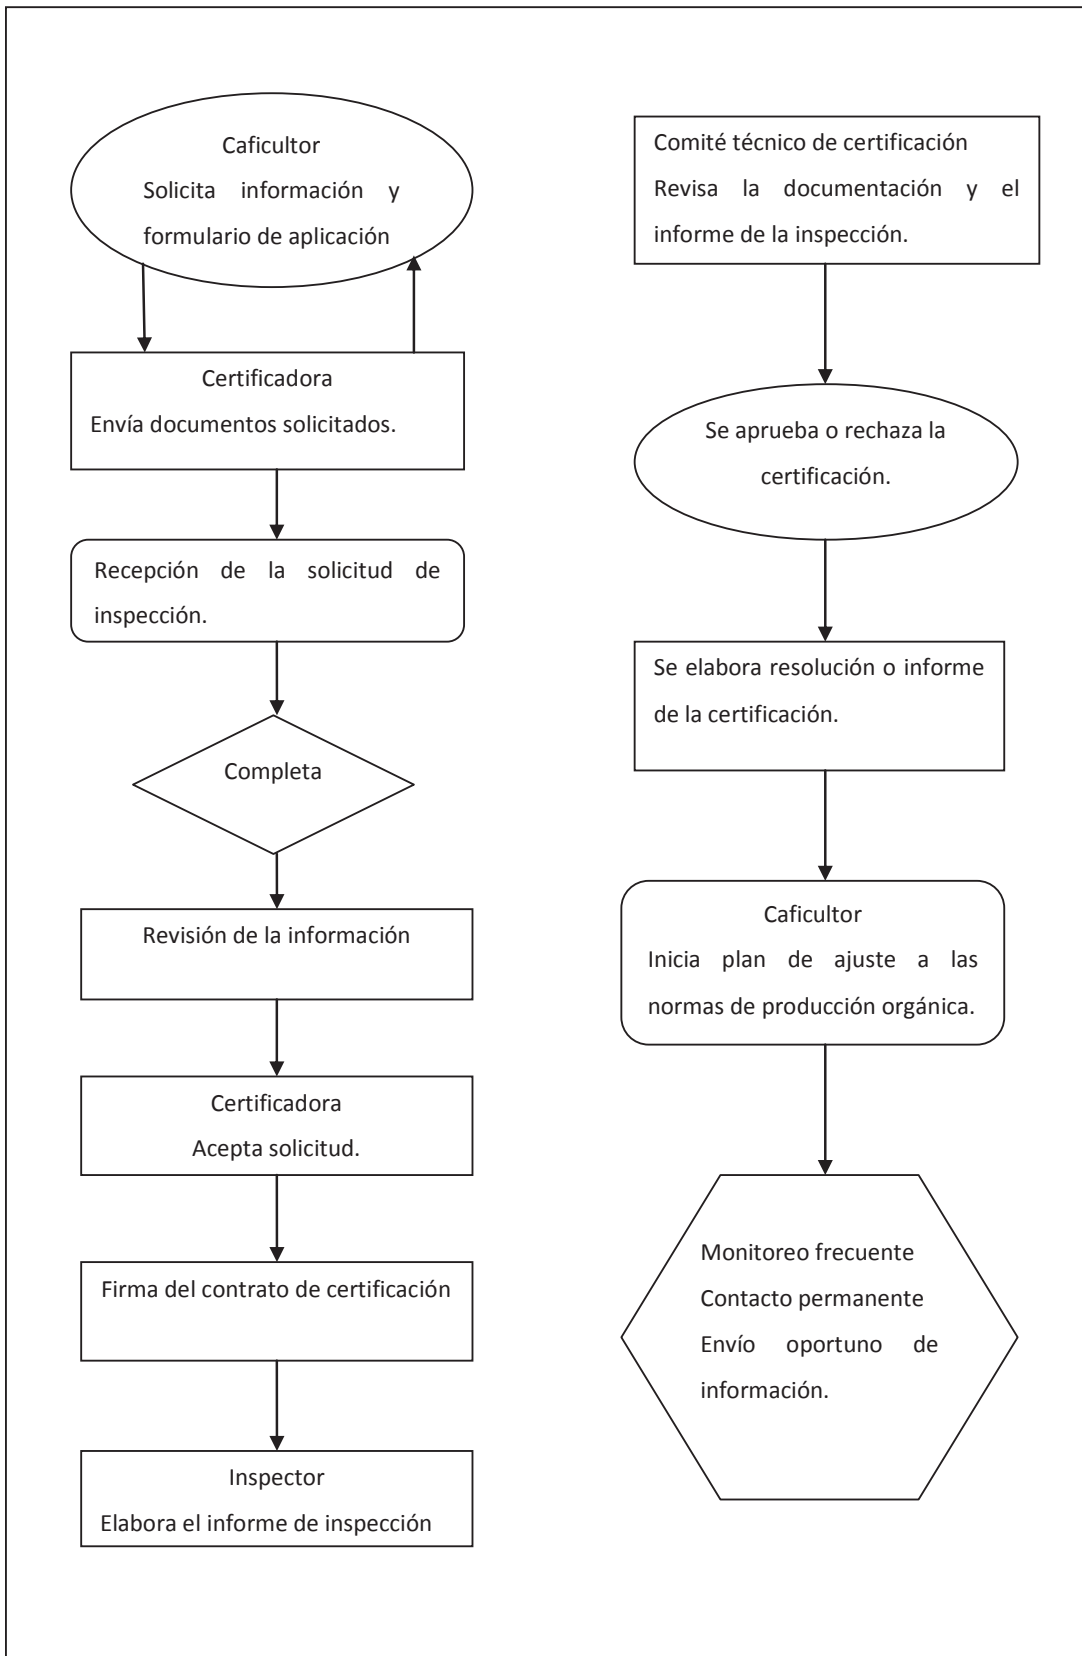 Caficultor
Solicita información y
formulario de aplicación
Certificadora
Envía documentos solicitados.
Recepción de la solicitud de
inspección.
Completa
Revisión de la información
Certificadora
Acepta solicitud.
Firma del contrato de certificación
Inspector
Elabora el informe de inspección
Comité técnico de certificación
Revisa la documentación y el
informe de la inspección.
Se aprueba o rechaza la
certificación.
Se elabora resolución o informe
de la certificación.
Caficultor
Inicia plan de ajuste a las
normas de producción orgánica.
Monitoreo frecuente
Contacto permanente
Envío oportuno de
información.